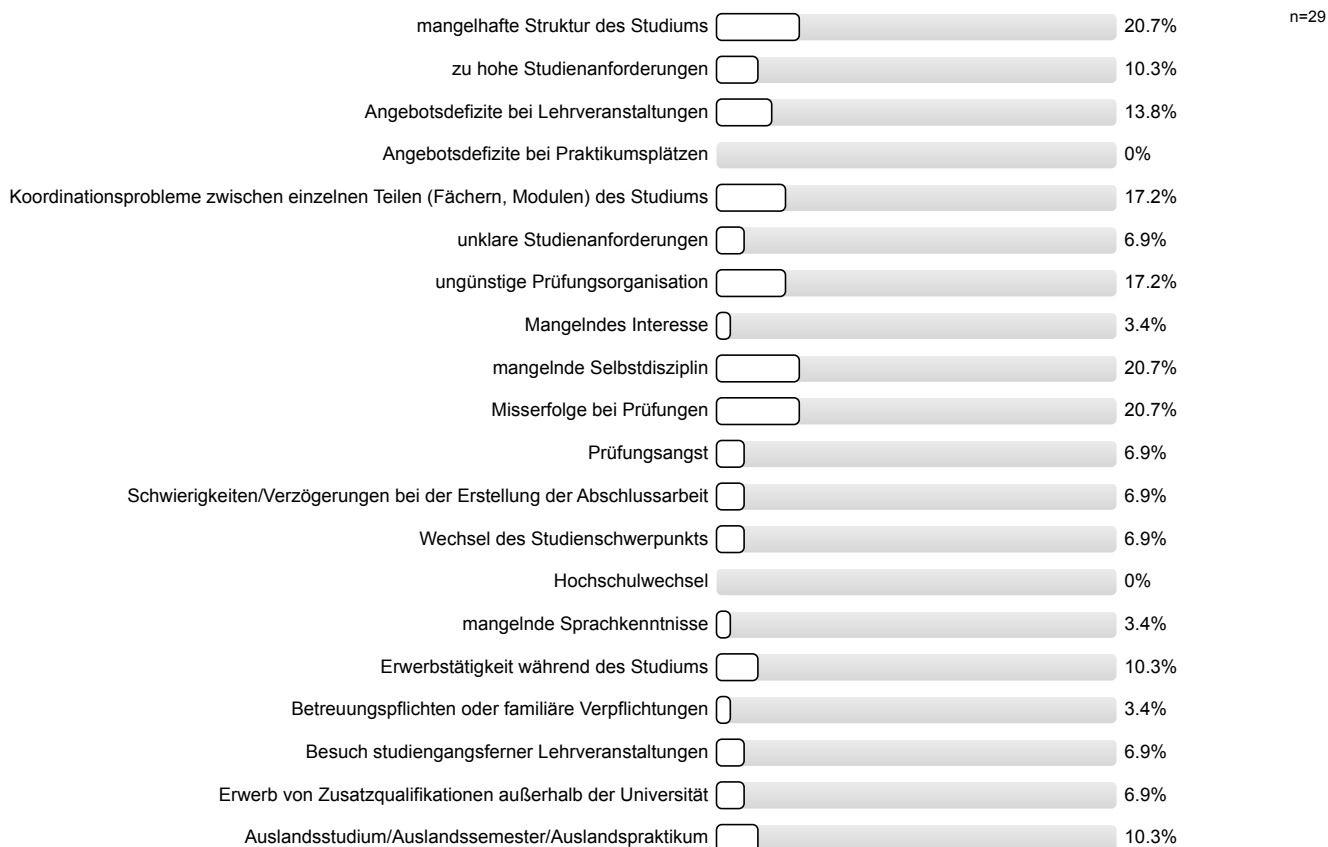 n=29
mangelhafte Struktur des Studiums 20.7%
zu hohe Studienanforderungen 10.3%
Angebotsdefizite bei Lehrveranstaltungen 13.8%
Angebotsdefizite bei Praktikumsplätzen 0%
Koordinationsprobleme zwischen einzelnen Teilen (Fächern, Modulen) des Studiums 17.2%
unklare Studienanforderungen 6.9%
ungünstige Prüfungsorganisation 17.2%
Mangelndes Interesse 3.4%
mangelnde Selbstdisziplin 20.7%
Misserfolge bei Prüfungen 20.7%
Prüfungsangst 6.9%
Schwierigkeiten/Verzögerungen bei der Erstellung der Abschlussarbeit 6.9%
Wechsel des Studienschwerpunkts 6.9%
Hochschulwechsel 0%
mangelnde Sprachkenntnisse 3.4%
Erwerbstätigkeit während des Studiums 10.3%
Betreuungspflichten oder familiäre Verpflichtungen 3.4%
Besuch studiengangsferner Lehrveranstaltungen 6.9%
Erwerb von Zusatzqualifikationen außerhalb der Universität 6.9%
Auslandsstudium/Auslandssemester/Auslandspraktikum 10.3%